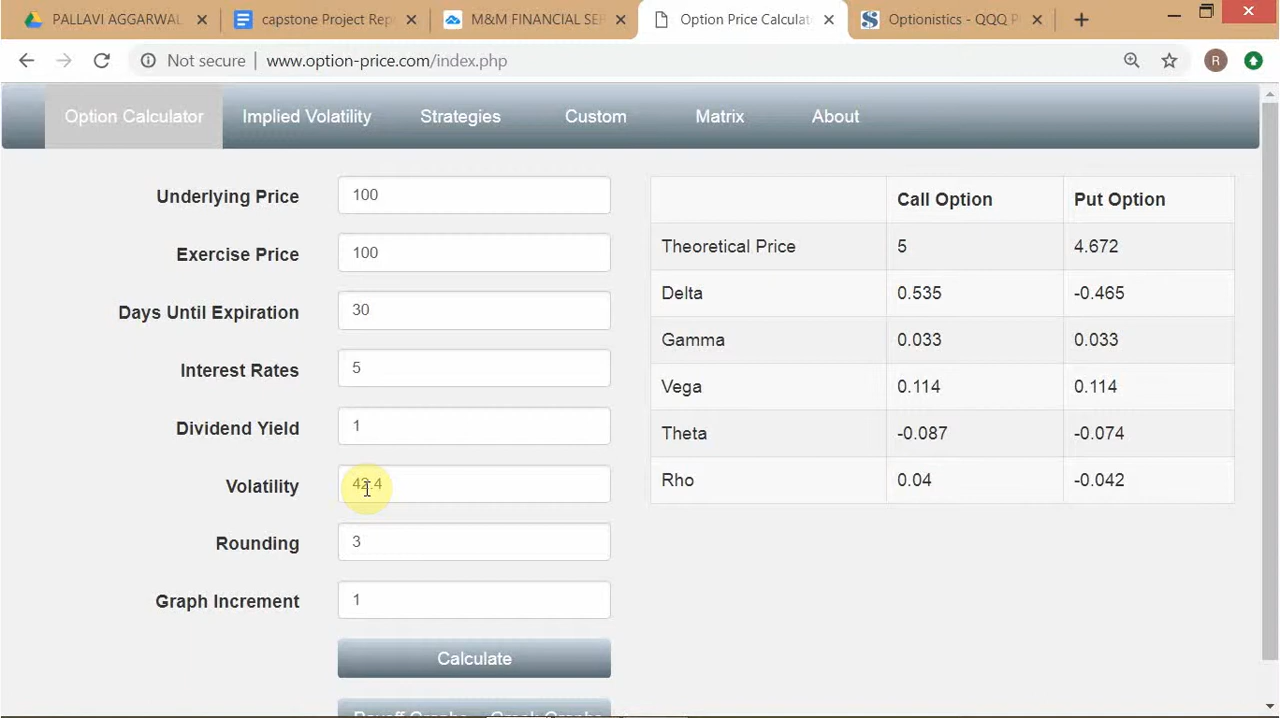 PALLAVI AGGARWAL
capstone Project Rep
M&M FINANCIAL SER
Option Price Calculat
Optionistics - QQQ P
Not secure | www.option-price.com/index.php
R
Option Calculator Implied Volatility Strategies Custom Matrix About
Underlying Price 100
Exercise Price 100
Days Until Expiration 30
Interest Rates 5
Dividend Yield 1
Volatility 42.4
Rounding 3
Graph Increment 1
Calculate
Call Option Put Option
Theoretical Price 5 4.672
Delta 0.535 -0.465
Gamma 0.033 0.033
Vega 0.114 0.114
Theta -0.087 -0.074
Rho 0.04 -0.042